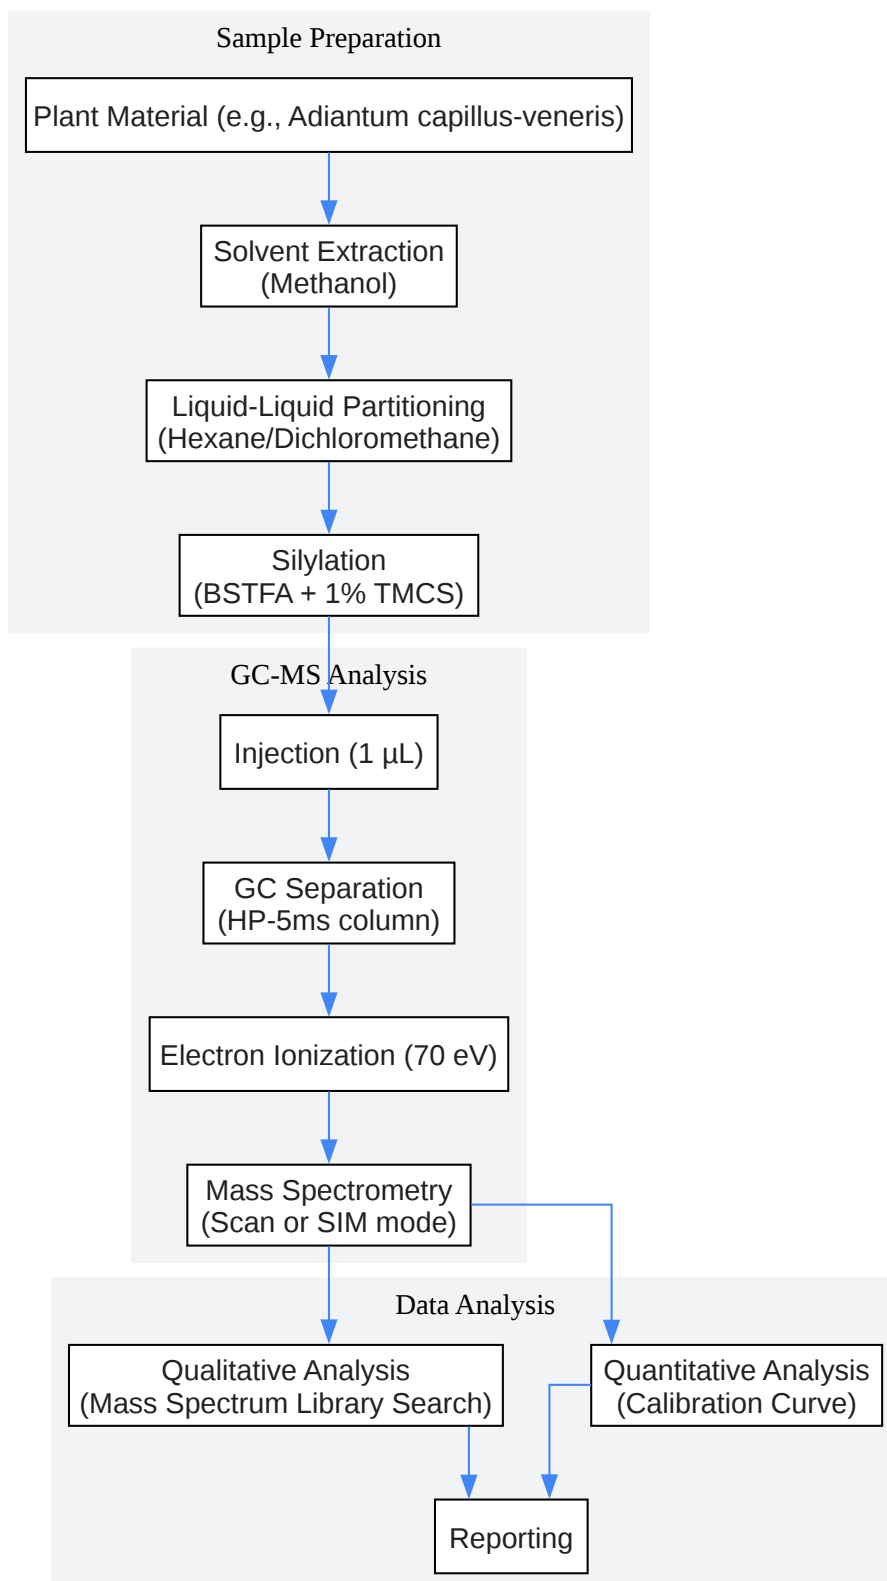 Sample Preparation
Plant Material (e.g., Adiantum capillus-veneris)
Solvent Extraction
(Methanol)
Liquid-Liquid Partitioning
(Hexane/Dichloromethane)
Silylation
(BSTFA + 1% TMCS)
GC-MS Analysis
Injection (1 µL)
GC Separation
(HP-5ms column)
Electron Ionization (70 eV)
Mass Spectrometry
(Scan or SIM mode)
Data Analysis
Qualitative Analysis
(Mass Spectrum Library Search)
Quantitative Analysis
(Calibration Curve)
Reporting